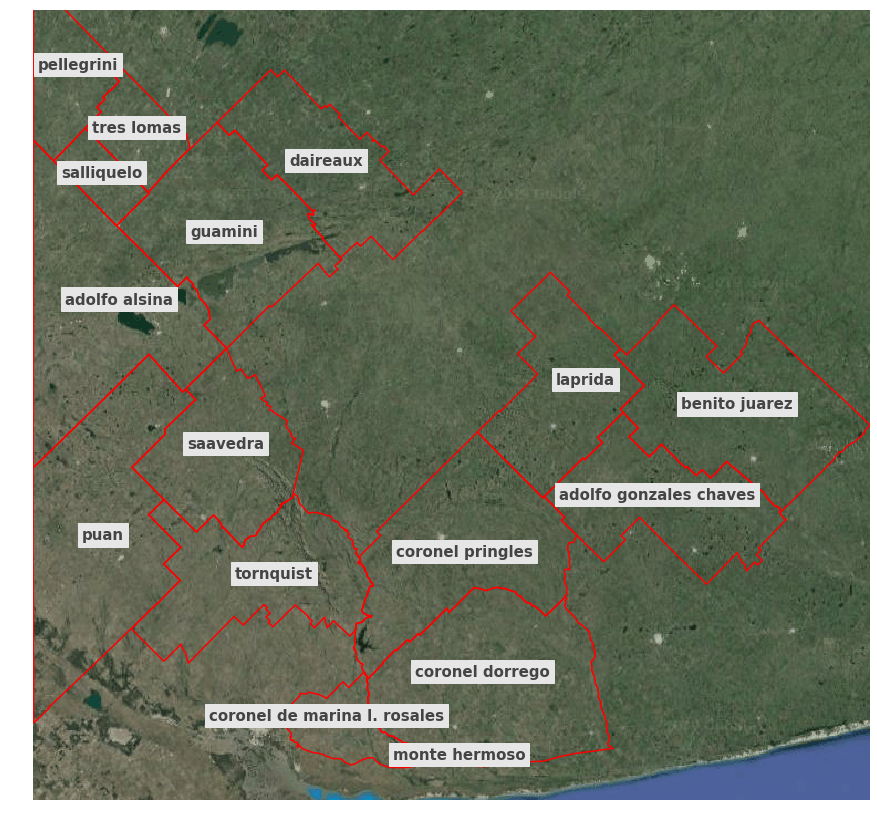 pellegrini
tres lomas
daireaux
salliquelo
guamini
adolfo alsina
laprida
benito juarez
saavedra
adolfo gonzales chaves
puan
coronel pringles
tornquist
coronel dorrego
coronel de marina l. rosales
monte hermoso